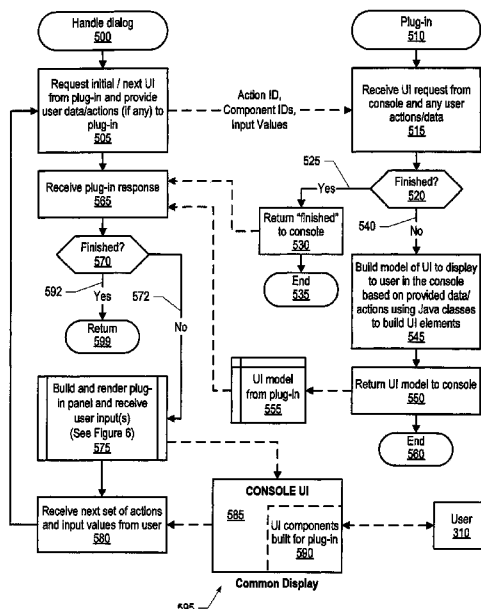 Handle dialog
500
Request initial / next UI
from plug-in and provide
user data/actions (if any) to
plug-in
505
Action ID,
Component IDs,
Input Values
Plug-in
510
Receive UI request from
console and any user
actions/data
515
Finished?
520
525
Yes
540
No
Return "finished"
to console
530
End
535
Build model of UI to display
to user in the console
based on provided data/
actions using Java classes
to build UI elements
545
Return UI model to console
550
End
560
UI model
from plug-in
555
Receive plug-in response
565
Finished?
570
592
Yes
572
No
Return
599
Build and render plug-
in panel and receive
user input(s)
(See Figure 6)
575
Receive next set of actions
and input values from user
580
CONSOLE UI
585
UI components
built for plug-in
590
Common Display
595
User
310